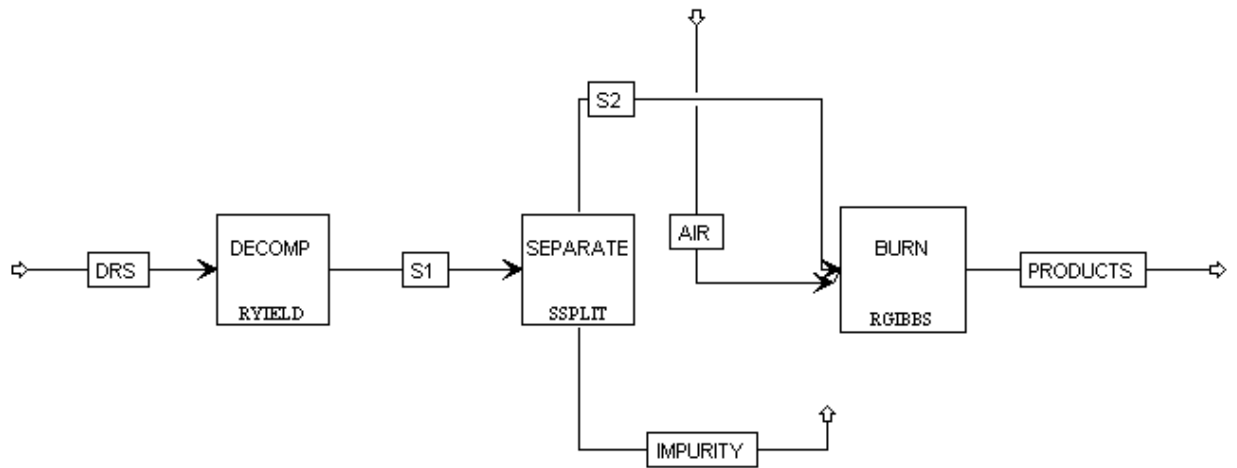 S2
AIR
DRS
DECOMP
RYIELD
S1
SEPARATE
SSPLIT
BURN
RGIBBS
PRODUCTS
IMPURITY